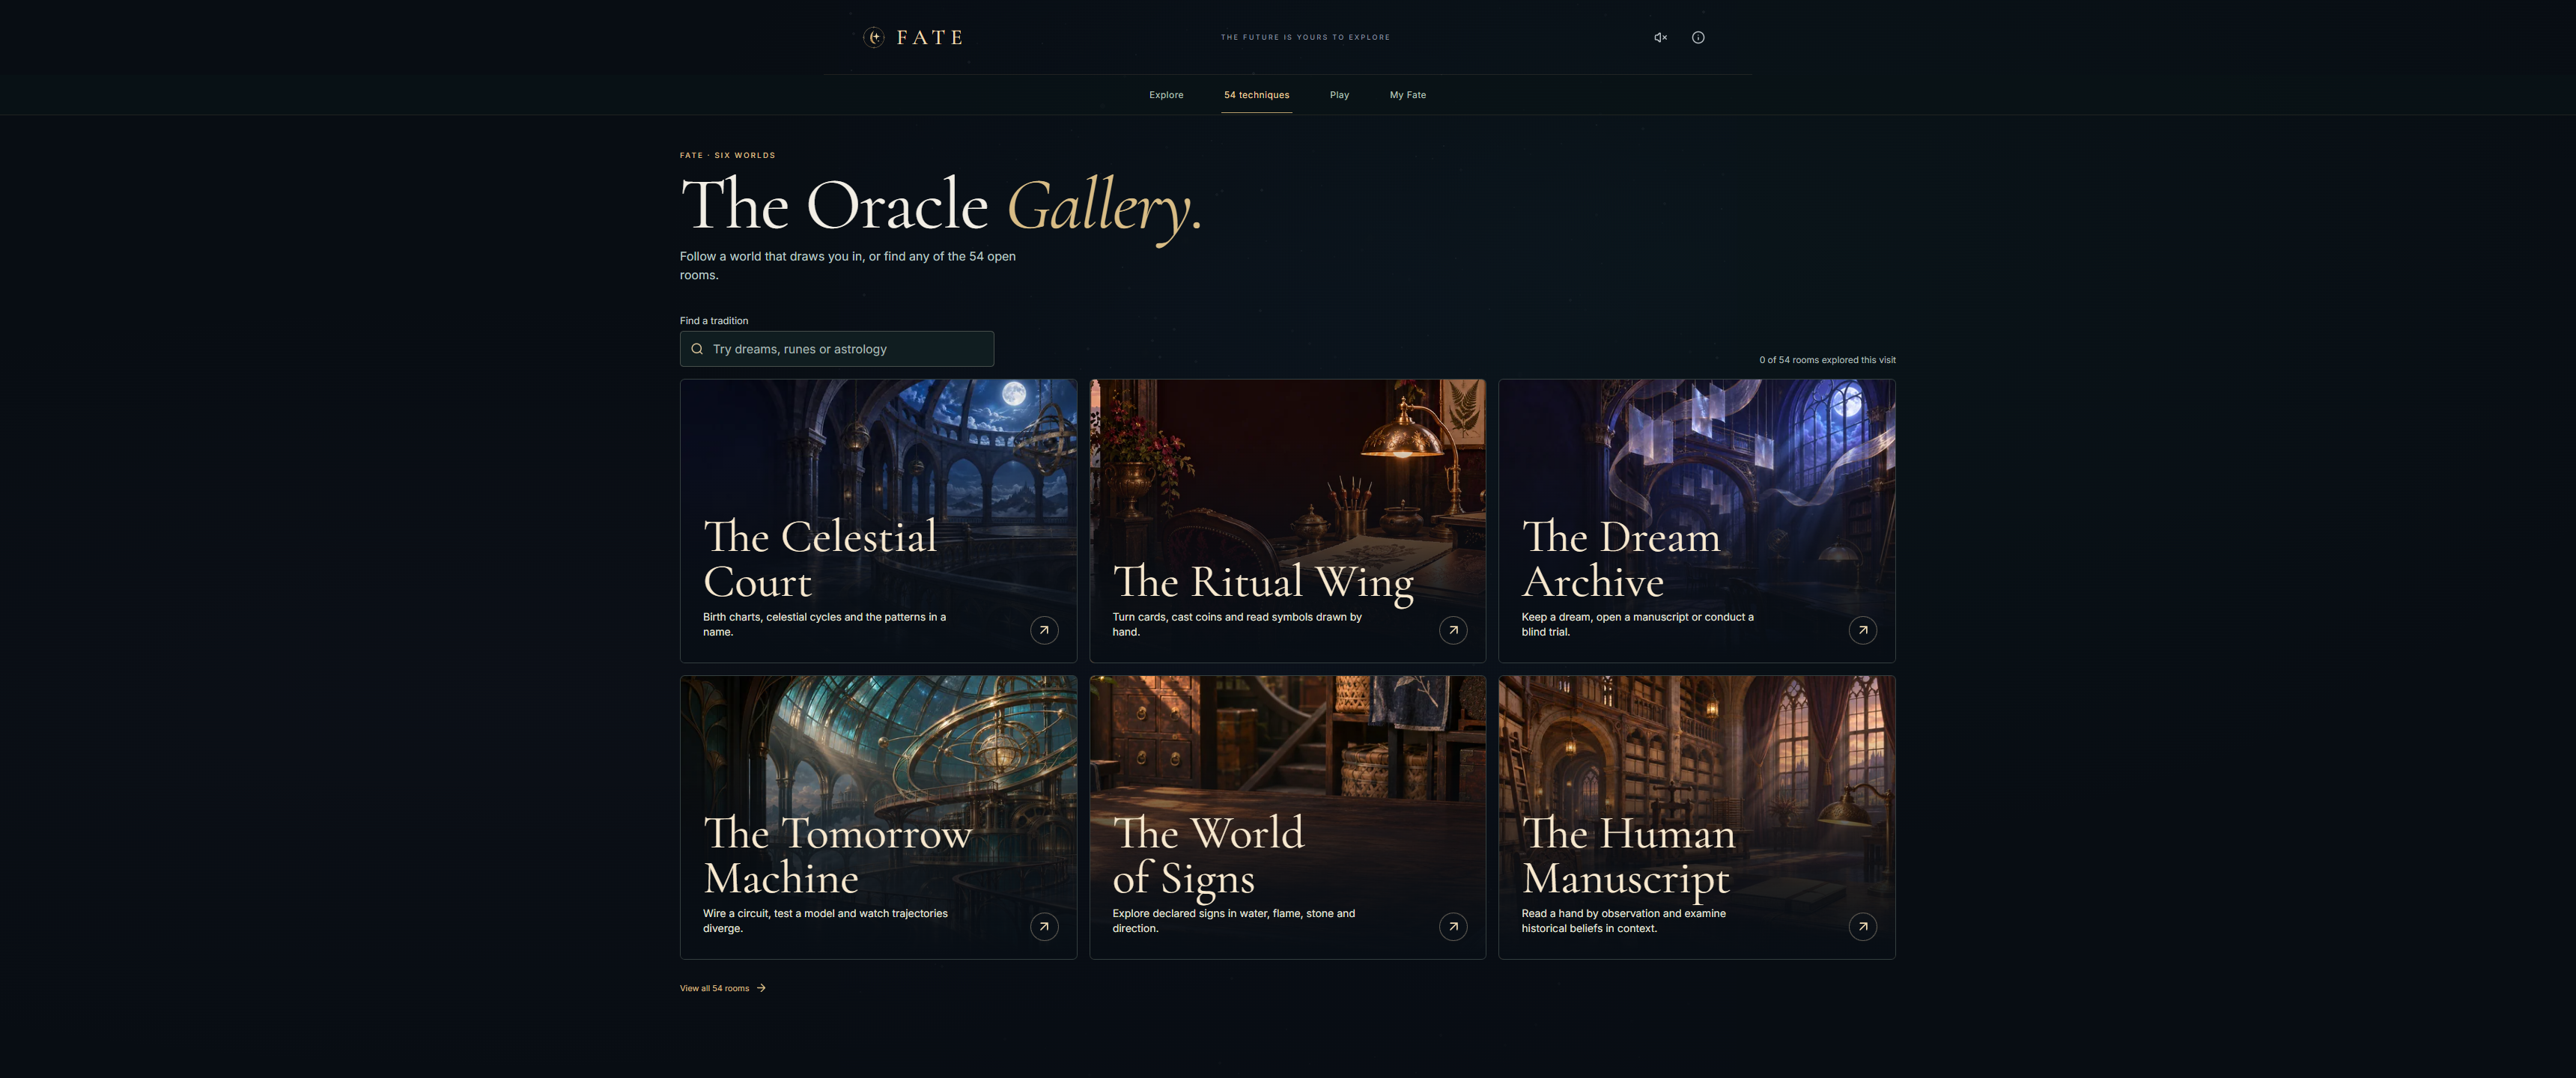 FATE
THE FUTURE IS YOURS TO EXPLORE
Explore
54 techniques
Play
My Fate
FATE · SIX WORLDS
The Oracle Gallery.
Follow a world that draws you in, or find any of the 54 open
rooms.
Find a tradition
Try dreams, runes or astrology
0 of 54 rooms explored this visit
The Celestial
Court
Birth charts, celestial cycles and the patterns in a
name.
The Ritual Wing
Turn cards, cast coins and read symbols drawn by
hand.
The Dream
Archive
Keep a dream, open a manuscript or conduct a
blind trial.
The Tomorrow
Machine
Wire a circuit, test a model and watch trajectories
diverge.
The World
of Signs
Explore declared signs in water, flame, stone and
direction.
The Human
Manuscript
Read a hand by observation and examine
historical beliefs in context.
View all 54 rooms